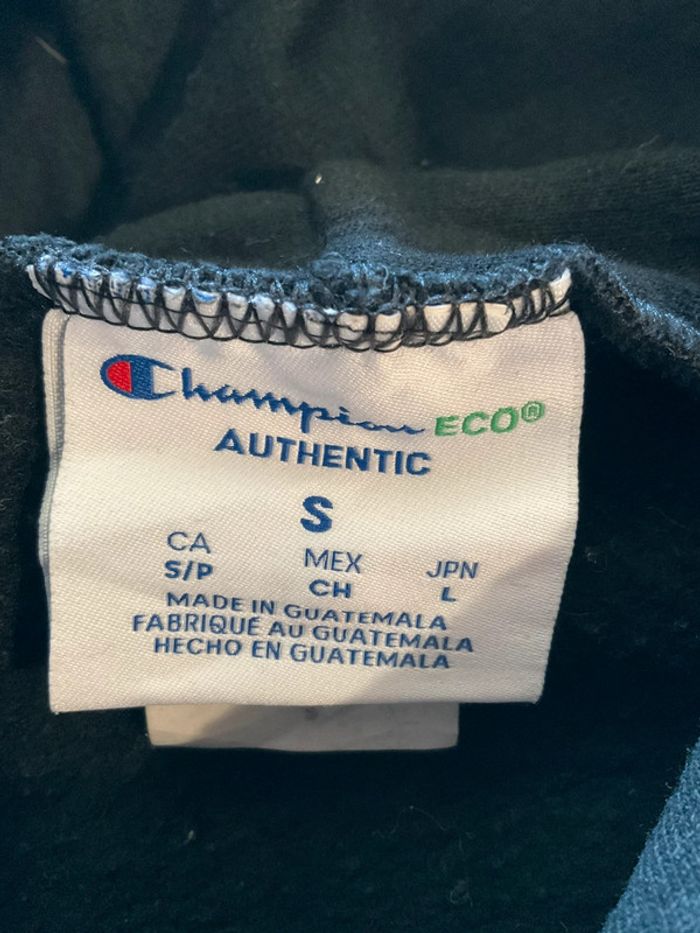 Champion ECO®
AUTHENTIC
S
CA MEX JPN
S/P CH L
MADE IN GUATEMALA
FABRIQUÉ AU GUATEMALA
HECHO EN GUATEMALA